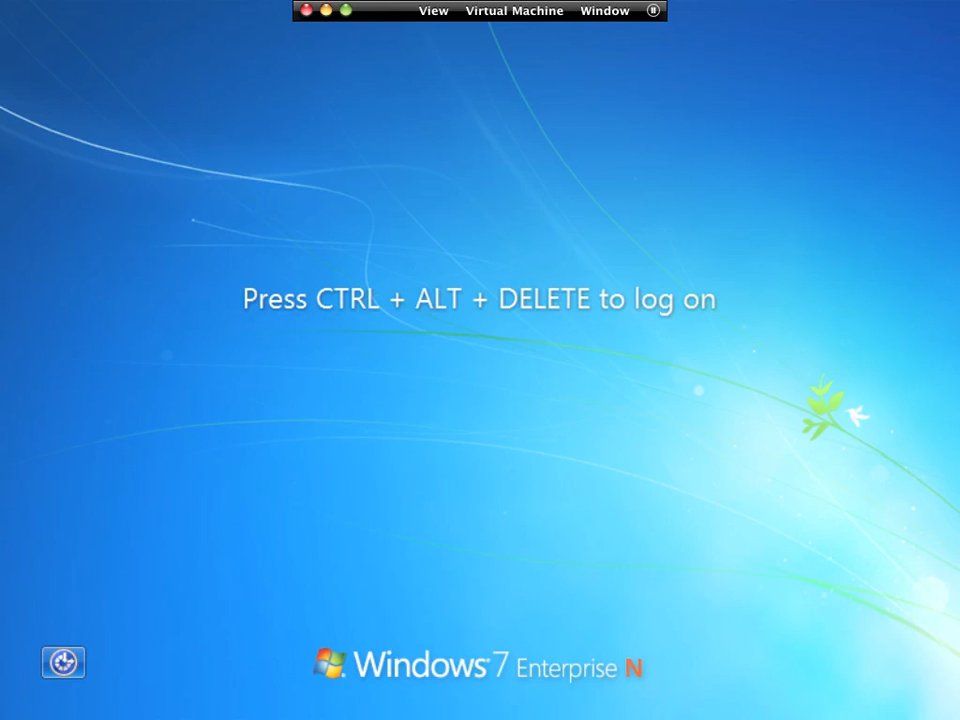 View Virtual Machine Window
Press CTRL + ALT + DELETE to log on
Windows 7 Enterprise N